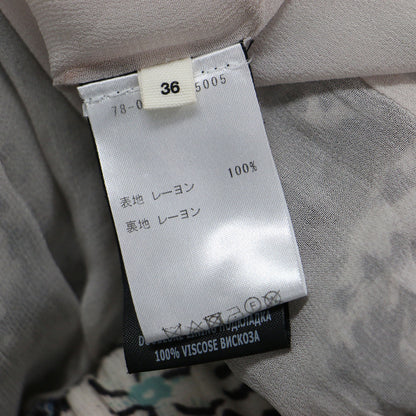 36
78-0 5005
表地 レーヨン 100%
裏地 レーヨン
ПОДКЛАДКА
100% VISCOSE ВИСКОЗА